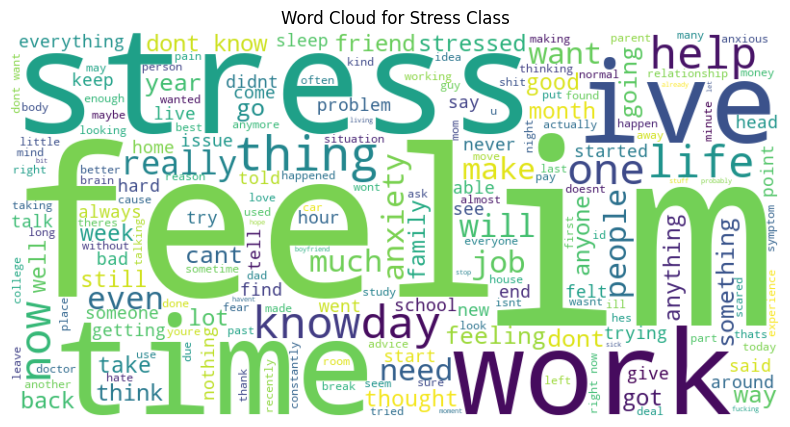 Word Cloud for Stress Class
everything
dont know
sleep
friend
stressed
making
many
anxious
may
person
pain
come
often
kind
idea
want
going
parent
help
dont want
keep
year
didnt
go
working
guy
thinking
shit
good
normal
relationship
money
stress
ive
body
enough
wanted
maybe
live
best
anymore
problem
say
u
put
found
month
actually
happen
minute
let
already
head
looking
living
little
mind
bit
right
home
issue
situation
never
mom
night
away
better
brain
really
thing
started
one
life
point
reason
told
happened
wont
love
make
move
last
able
pay
doesnt
stuff
probably
taking
long
theres
hard
cause
always
used
car
hope
ask
almost
see
anyone
id
people
anything
something
symptom
without
talk
talking
week
try
hour
anxiety
family
everyone
will
first
feel
im
college
now
well
bad
cant
tell
sometime
boyfriend
dad
much
stop
job
felt
isnt
house
wasnt
ill
scared
hes
experience
still
even
find
place
someone
lot
done
went
study
school
end
new
trying
part
thats
havent
fear
made
getting
youre
past
know
day
look
feeling
dont
sick
today
time
work
leave
doctor
use
due
nothing
room
advice
start
need
another
take
hate
thank
recently
constantly
break
seem
sure
thought
tried
moment
back
think
left
right now
give
got
deal
said
around
way
fucking